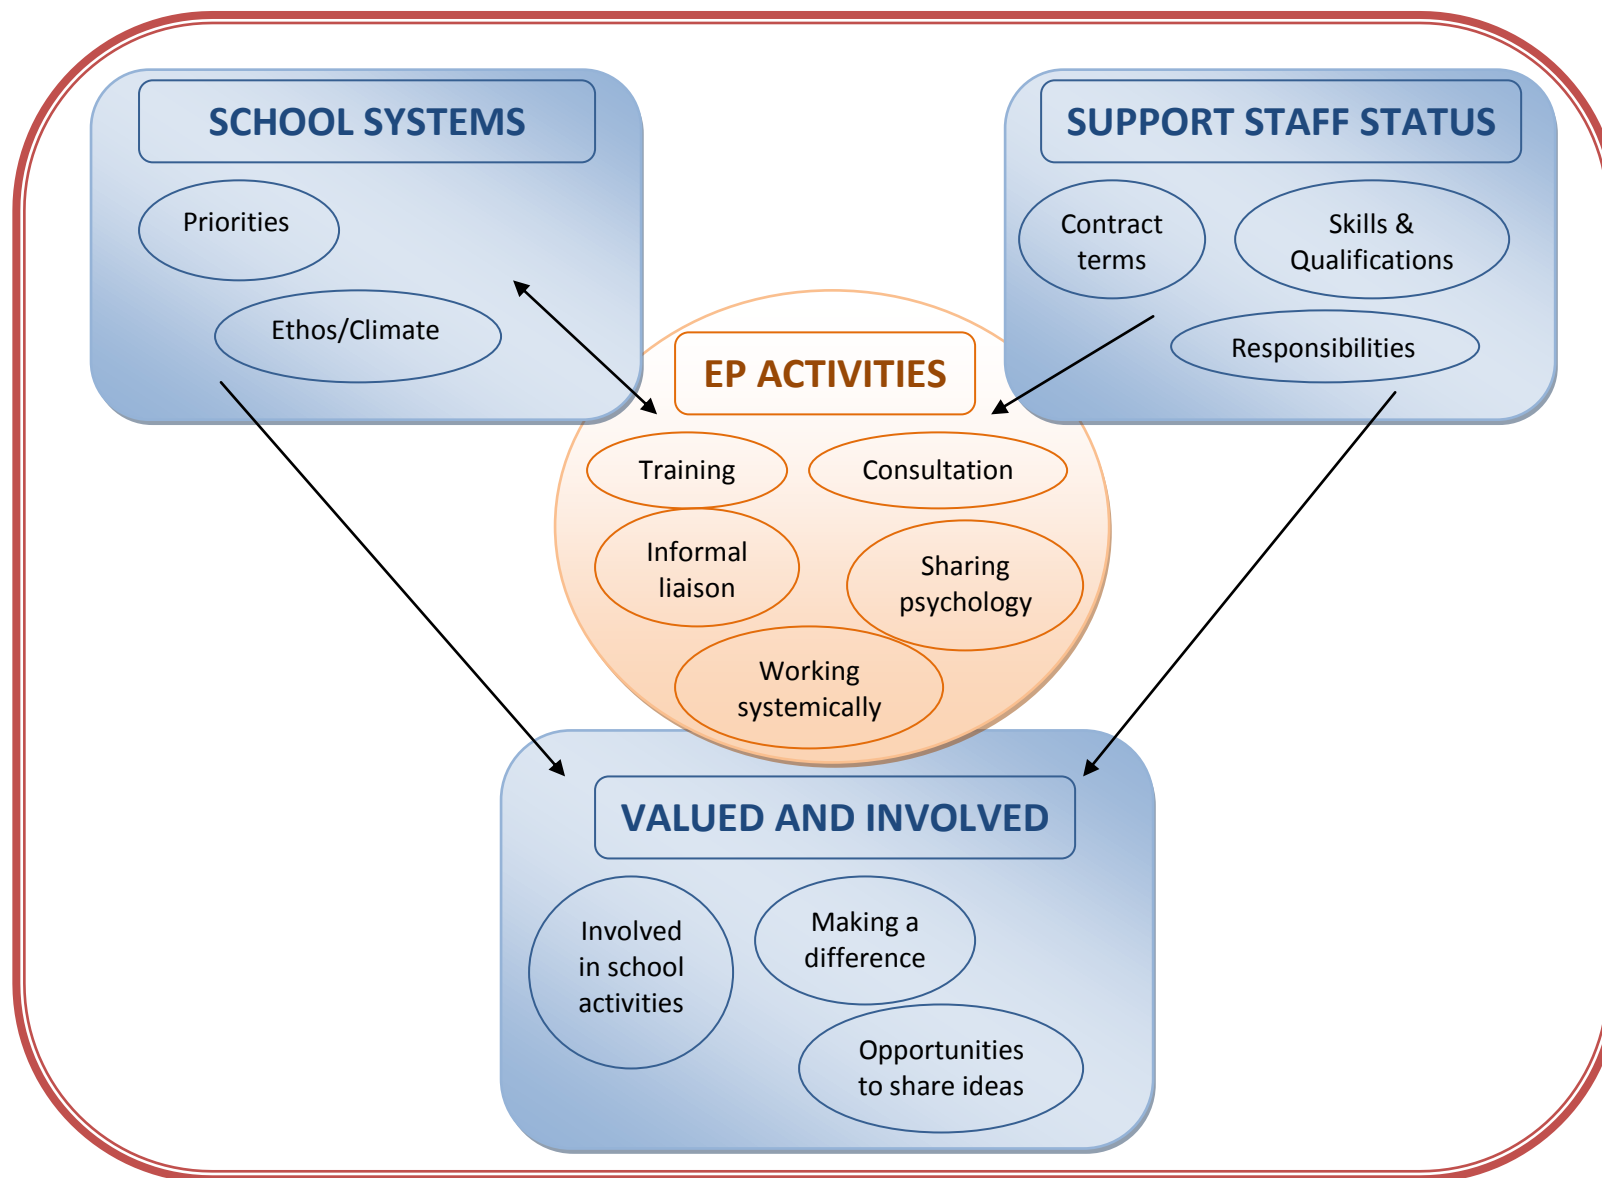 SCHOOL SYSTEMS
Priorities
Ethos/Climate
SUPPORT STAFF STATUS
Contract
terms
Skills &
Qualifications
Responsibilities
EP ACTIVITIES
Training
Consultation
Informal
liaison
Sharing
psychology
Working
systemically
VALUED AND INVOLVED
Involved
in school
activities
Making a
difference
Opportunities
to share ideas